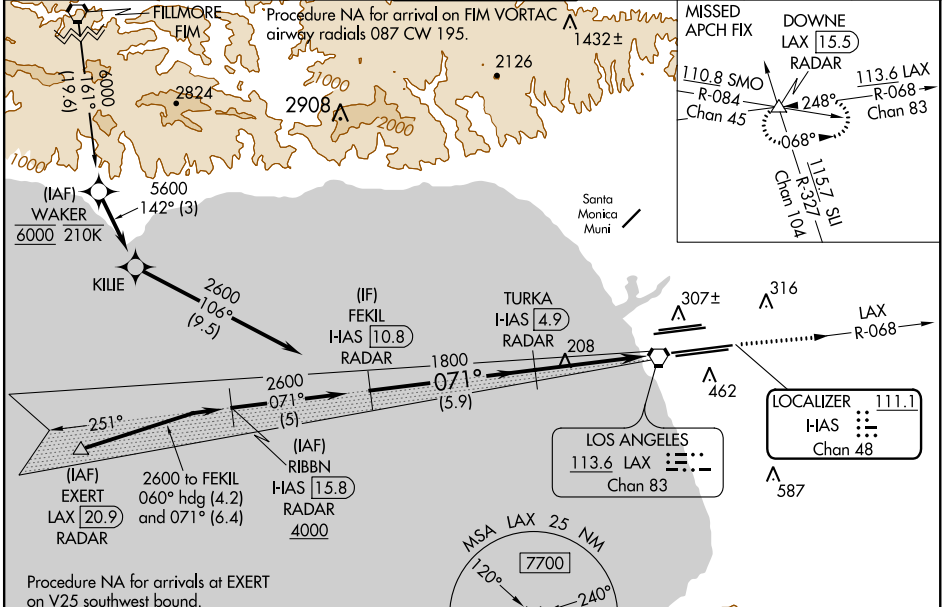 FILLMORE
FIM
Procedure NA for arrival on FIM VORTAC
airway radials 087 CW 195.
1432±
2126
6000
161°
(19.6)
2824
1000
2908
2000
1000
1000
MISSED
APCH FIX
DOWNE
LAX 15.5
RADAR
110.8 SMO
R-084
Chan 45
113.6 LAX
R-068
Chan 83
248°
068°
115.7 SLI
R-327
Chan 104
(IAF)
WAKER
6000 210K
5600
142° (3)
KILIE
2600
106°
(9.5)
Santa
Monica
Muni
(IF)
FEKIL
I-IAS 10.8
RADAR
TURKA
I-IAS 4.9
RADAR
307±
316
208
LAX
R-068
1800
071°
(5.9)
2600
071°
(5)
462
251°
(IAF)
EXERT
LAX 20.9
RADAR
2600 to FEKIL
060° hdg (4.2)
and 071° (6.4)
(IAF)
RIBBN
I-IAS 15.8
RADAR
4000
LOS ANGELES
113.6 LAX
Chan 83
LOCALIZER 111.1
I-IAS
Chan 48
587
MSA LAX 25 NM
7700
120°
240°
Procedure NA for arrivals at EXERT
on V25 southwest bound.